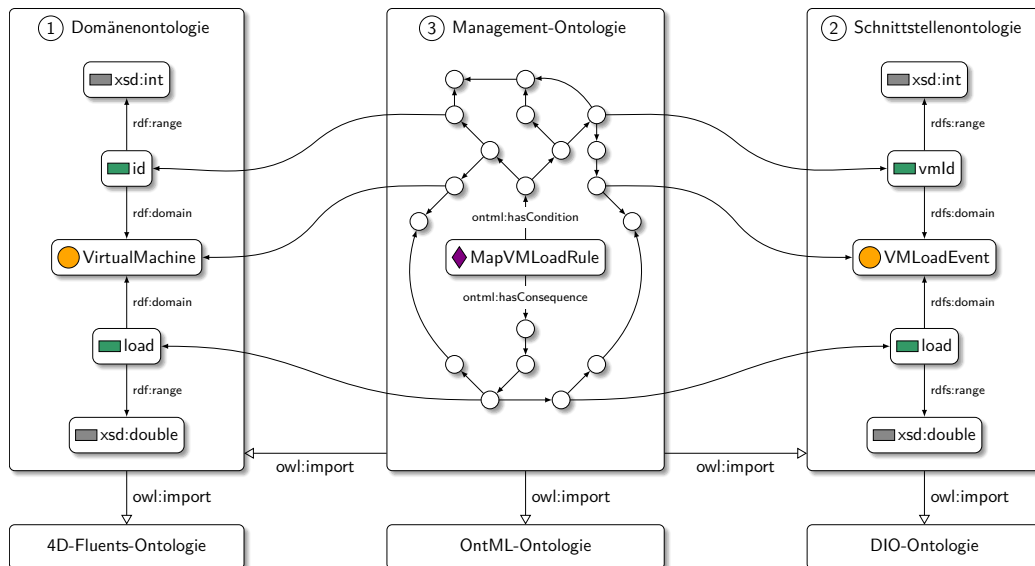 1 Domänenontologie
xsd:int
rdf:range
id
rdf:domain
VirtualMachine
rdf:domain
load
rdf:range
xsd:double
3 Management-Ontologie
ontml:hasCondition
MapVMLoadRule
ontml:hasConsequence
2 Schnittstellenontologie
xsd:int
rdfs:range
vmId
rdfs:domain
VMLoadEvent
rdfs:domain
load
rdfs:range
xsd:double
owl:import
owl:import
owl:import
owl:import
owl:import
4D-Fluents-Ontologie
OntML-Ontologie
DIO-Ontologie